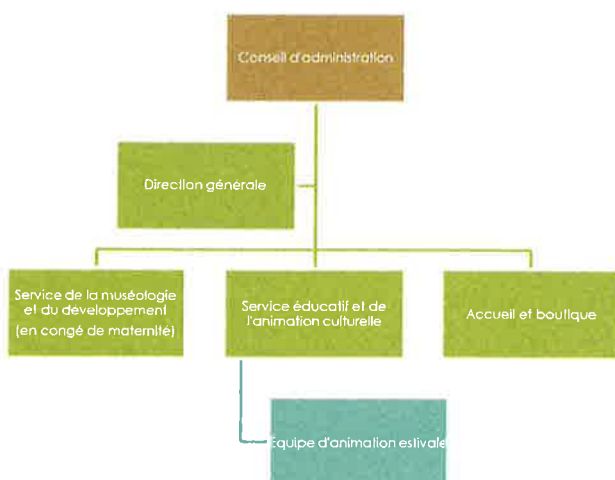 Conseil d'administration
Direction générale
Service de la muséologie
et du développement
(en congé de maternité)
Service éducatif et de
l'animation culturelle
Accueil et boutique
Équipe d'animation estivale